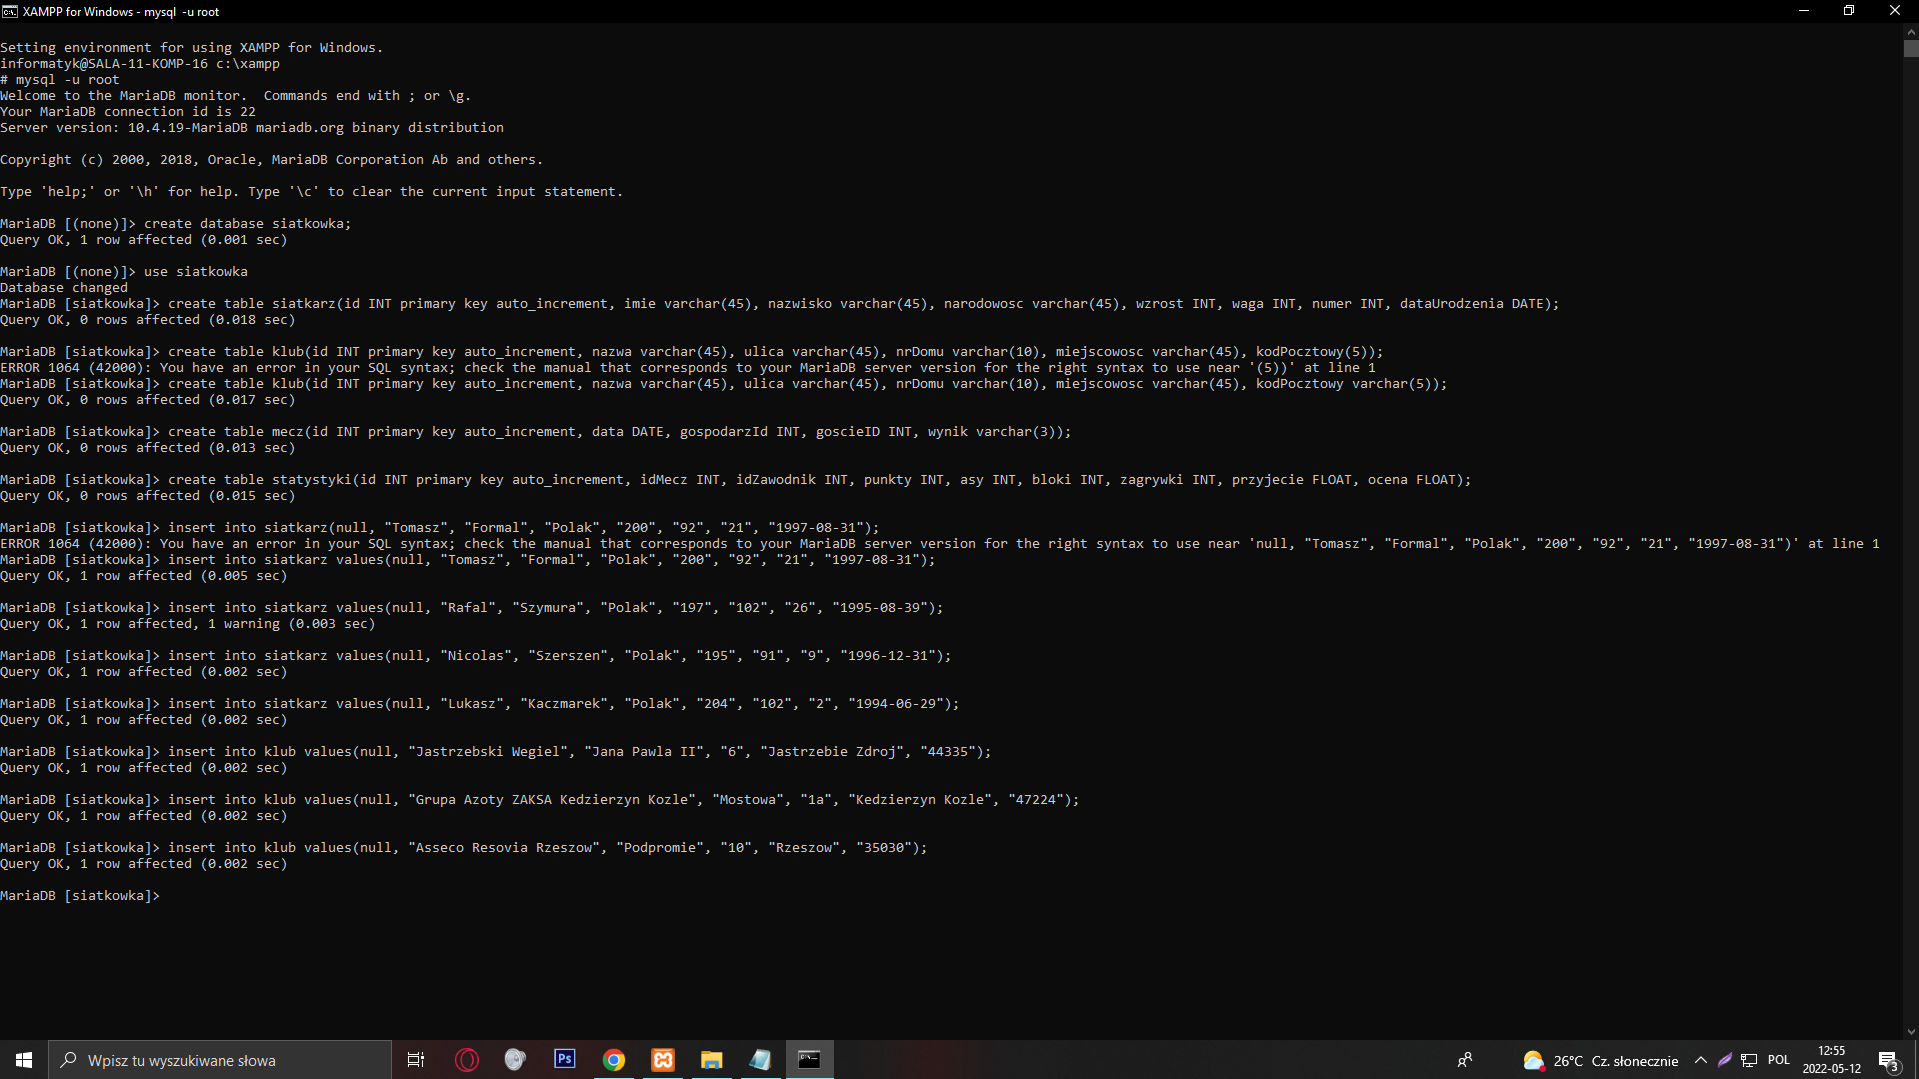 XAMPP for Windows - mysql  -u root
Setting environment for using XAMPP for Windows.
informatyk@SALA-11-KOMP-16 c:\xampp
# mysql -u root
Welcome to the MariaDB monitor.  Commands end with ; or \g.
Your MariaDB connection id is 22
Server version: 10.4.19-MariaDB mariadb.org binary distribution
Copyright (c) 2000, 2018, Oracle, MariaDB Corporation Ab and others.
Type 'help;' or '\h' for help. Type '\c' to clear the current input statement.
MariaDB [(none)]> create database siatkowka;
Query OK, 1 row affected (0.001 sec)
MariaDB [(none)]> use siatkowka
Database changed
MariaDB [siatkowka]> create table siatkarz(id INT primary key auto_increment, imie varchar(45), nazwisko varchar(45), narodowosc varchar(45), wzrost INT, waga INT, numer INT, dataUrodzenia DATE);
Query OK, 0 rows affected (0.018 sec)
MariaDB [siatkowka]> create table klub(id INT primary key auto_increment, nazwa varchar(45), ulica varchar(45), nrDomu varchar(10), miejscowosc varchar(45), kodPocztowy(5));
ERROR 1064 (42000): You have an error in your SQL syntax; check the manual that corresponds to your MariaDB server version for the right syntax to use near '(5))' at line 1
MariaDB [siatkowka]> create table klub(id INT primary key auto_increment, nazwa varchar(45), ulica varchar(45), nrDomu varchar(10), miejscowosc varchar(45), kodPocztowy varchar(5));
Query OK, 0 rows affected (0.017 sec)
MariaDB [siatkowka]> create table mecz(id INT primary key auto_increment, data DATE, gospodarzId INT, goscieID INT, wynik varchar(3));
Query OK, 0 rows affected (0.013 sec)
MariaDB [siatkowka]> create table statystyki(id INT primary key auto_increment, idMecz INT, idZawodnik INT, punkty INT, asy INT, bloki INT, zagrywki INT, przyjecie FLOAT, ocena FLOAT);
Query OK, 0 rows affected (0.015 sec)
MariaDB [siatkowka]> insert into siatkarz(null, "Tomasz", "Formal", "Polak", "200", "92", "21", "1997-08-31");
ERROR 1064 (42000): You have an error in your SQL syntax; check the manual that corresponds to your MariaDB server version for the right syntax to use near 'null, "Tomasz", "Formal", "Polak", "200", "92", "21", "1997-08-31")' at line 1
MariaDB [siatkowka]> insert into siatkarz values(null, "Tomasz", "Formal", "Polak", "200", "92", "21", "1997-08-31");
Query OK, 1 row affected (0.005 sec)
MariaDB [siatkowka]> insert into siatkarz values(null, "Rafal", "Szymura", "Polak", "197", "102", "26", "1995-08-39");
Query OK, 1 row affected, 1 warning (0.003 sec)
MariaDB [siatkowka]> insert into siatkarz values(null, "Nicolas", "Szerszen", "Polak", "195", "91", "9", "1996-12-31");
Query OK, 1 row affected (0.002 sec)
MariaDB [siatkowka]> insert into siatkarz values(null, "Lukasz", "Kaczmarek", "Polak", "204", "102", "2", "1994-06-29");
Query OK, 1 row affected (0.002 sec)
MariaDB [siatkowka]> insert into klub values(null, "Jastrzebski Wegiel", "Jana Pawla II", "6", "Jastrzebie Zdroj", "44335");
Query OK, 1 row affected (0.002 sec)
MariaDB [siatkowka]> insert into klub values(null, "Grupa Azoty ZAKSA Kedzierzyn Kozle", "Mostowa", "1a", "Kedzierzyn Kozle", "47224");
Query OK, 1 row affected (0.002 sec)
MariaDB [siatkowka]> insert into klub values(null, "Asseco Resovia Rzeszow", "Podpromie", "10", "Rzeszow", "35030");
Query OK, 1 row affected (0.002 sec)
MariaDB [siatkowka]>
Wpisz tu wyszukiwane słowa
Ps
26°C Cz. słonecznie
POL
12:55
2022-05-12
3